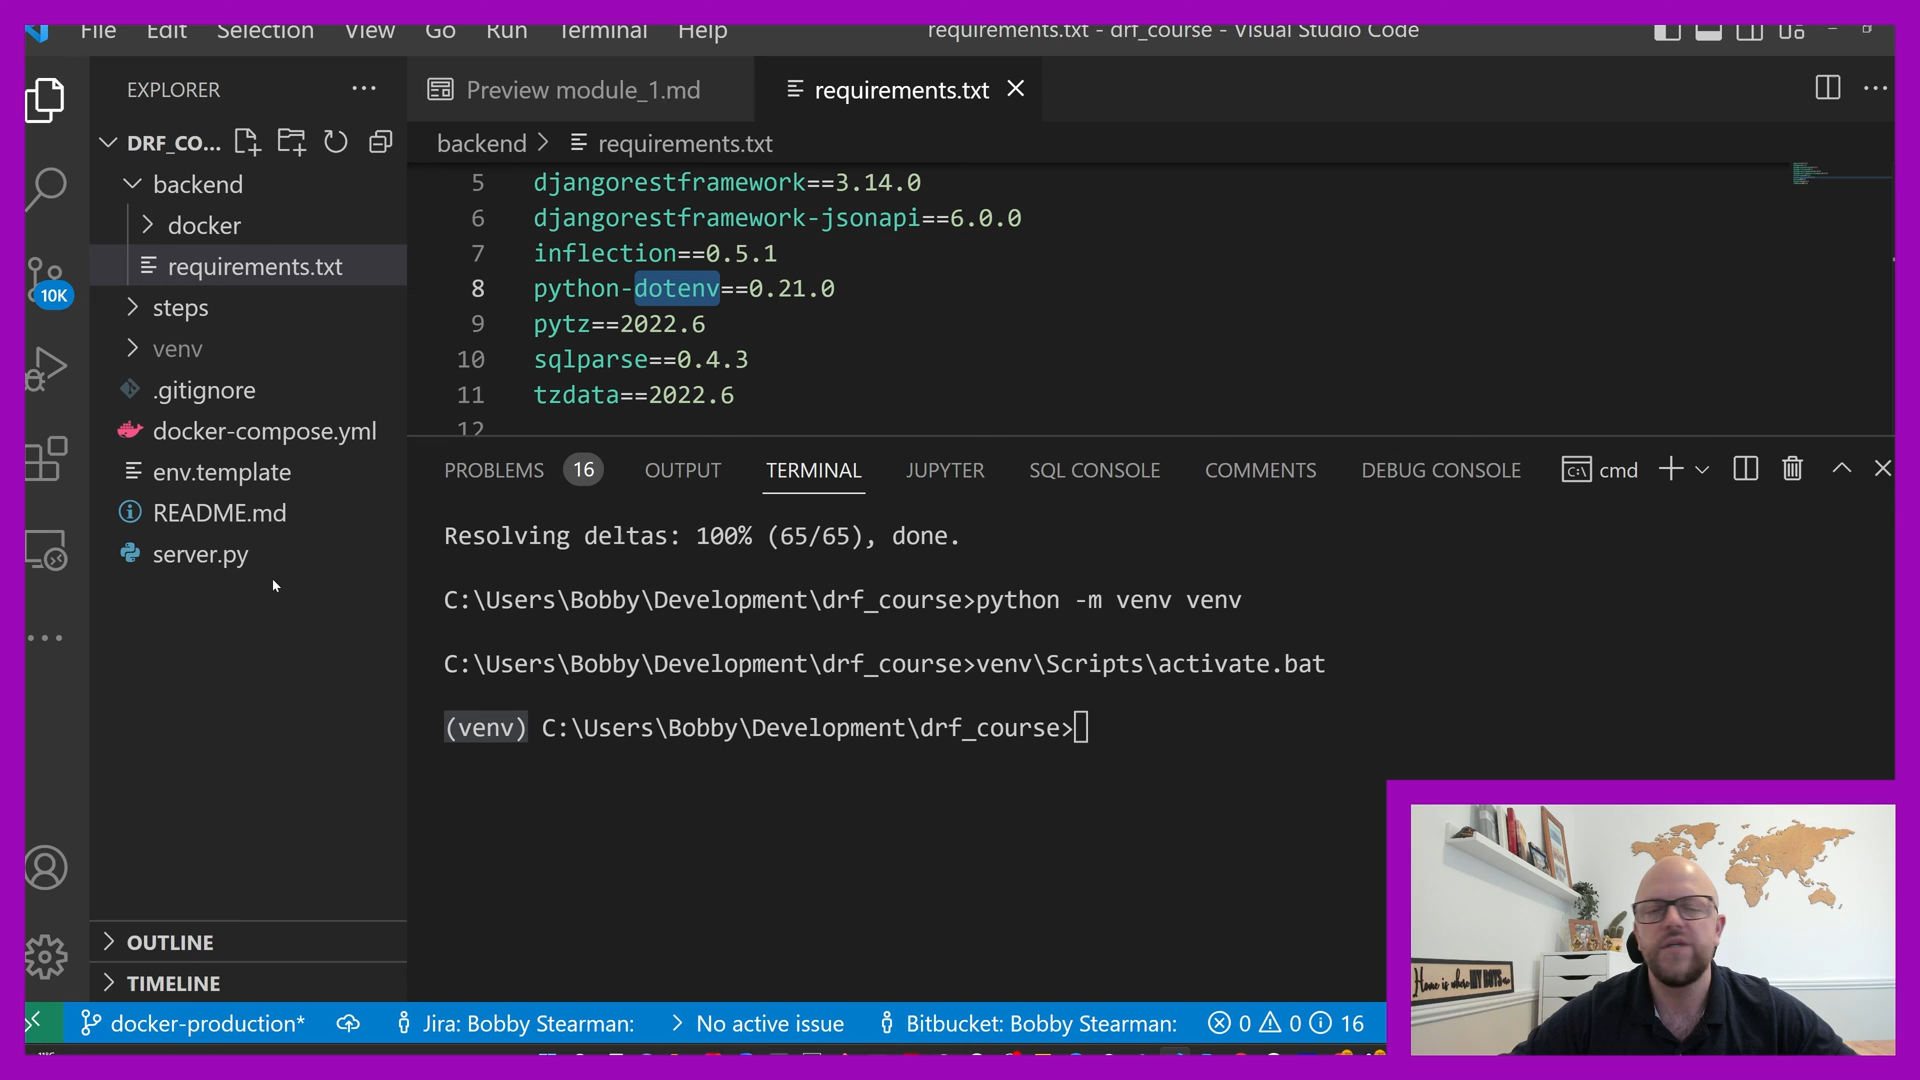 File Edit Selection View Go Run Terminal Help
requirements.txt - drf_course - Visual Studio Code
EXPLORER
Preview module_1.md
requirements.txt
DRF_CO...
backend > requirements.txt
backend
docker
requirements.txt
steps
venv
.gitignore
docker-compose.yml
env.template
README.md
server.py
10K
5 djangorestframework==3.14.0
6 djangorestframework-jsonapi==6.0.0
7 inflection==0.5.1
8 python-dotenv==0.21.0
9 pytz==2022.6
10 sqlparse==0.4.3
11 tzdata==2022.6
12
PROBLEMS 16 OUTPUT TERMINAL JUPYTER SQL CONSOLE COMMENTS DEBUG CONSOLE cmd
Resolving deltas: 100% (65/65), done.
C:\Users\Bobby\Development\drf_course>python -m venv venv
C:\Users\Bobby\Development\drf_course>venv\Scripts\activate.bat
(venv) C:\Users\Bobby\Development\drf_course>
Home is where MY BOYS
OUTLINE
TIMELINE
docker-production* Jira: Bobby Stearman: No active issue Bitbucket: Bobby Stearman: 0 0 16